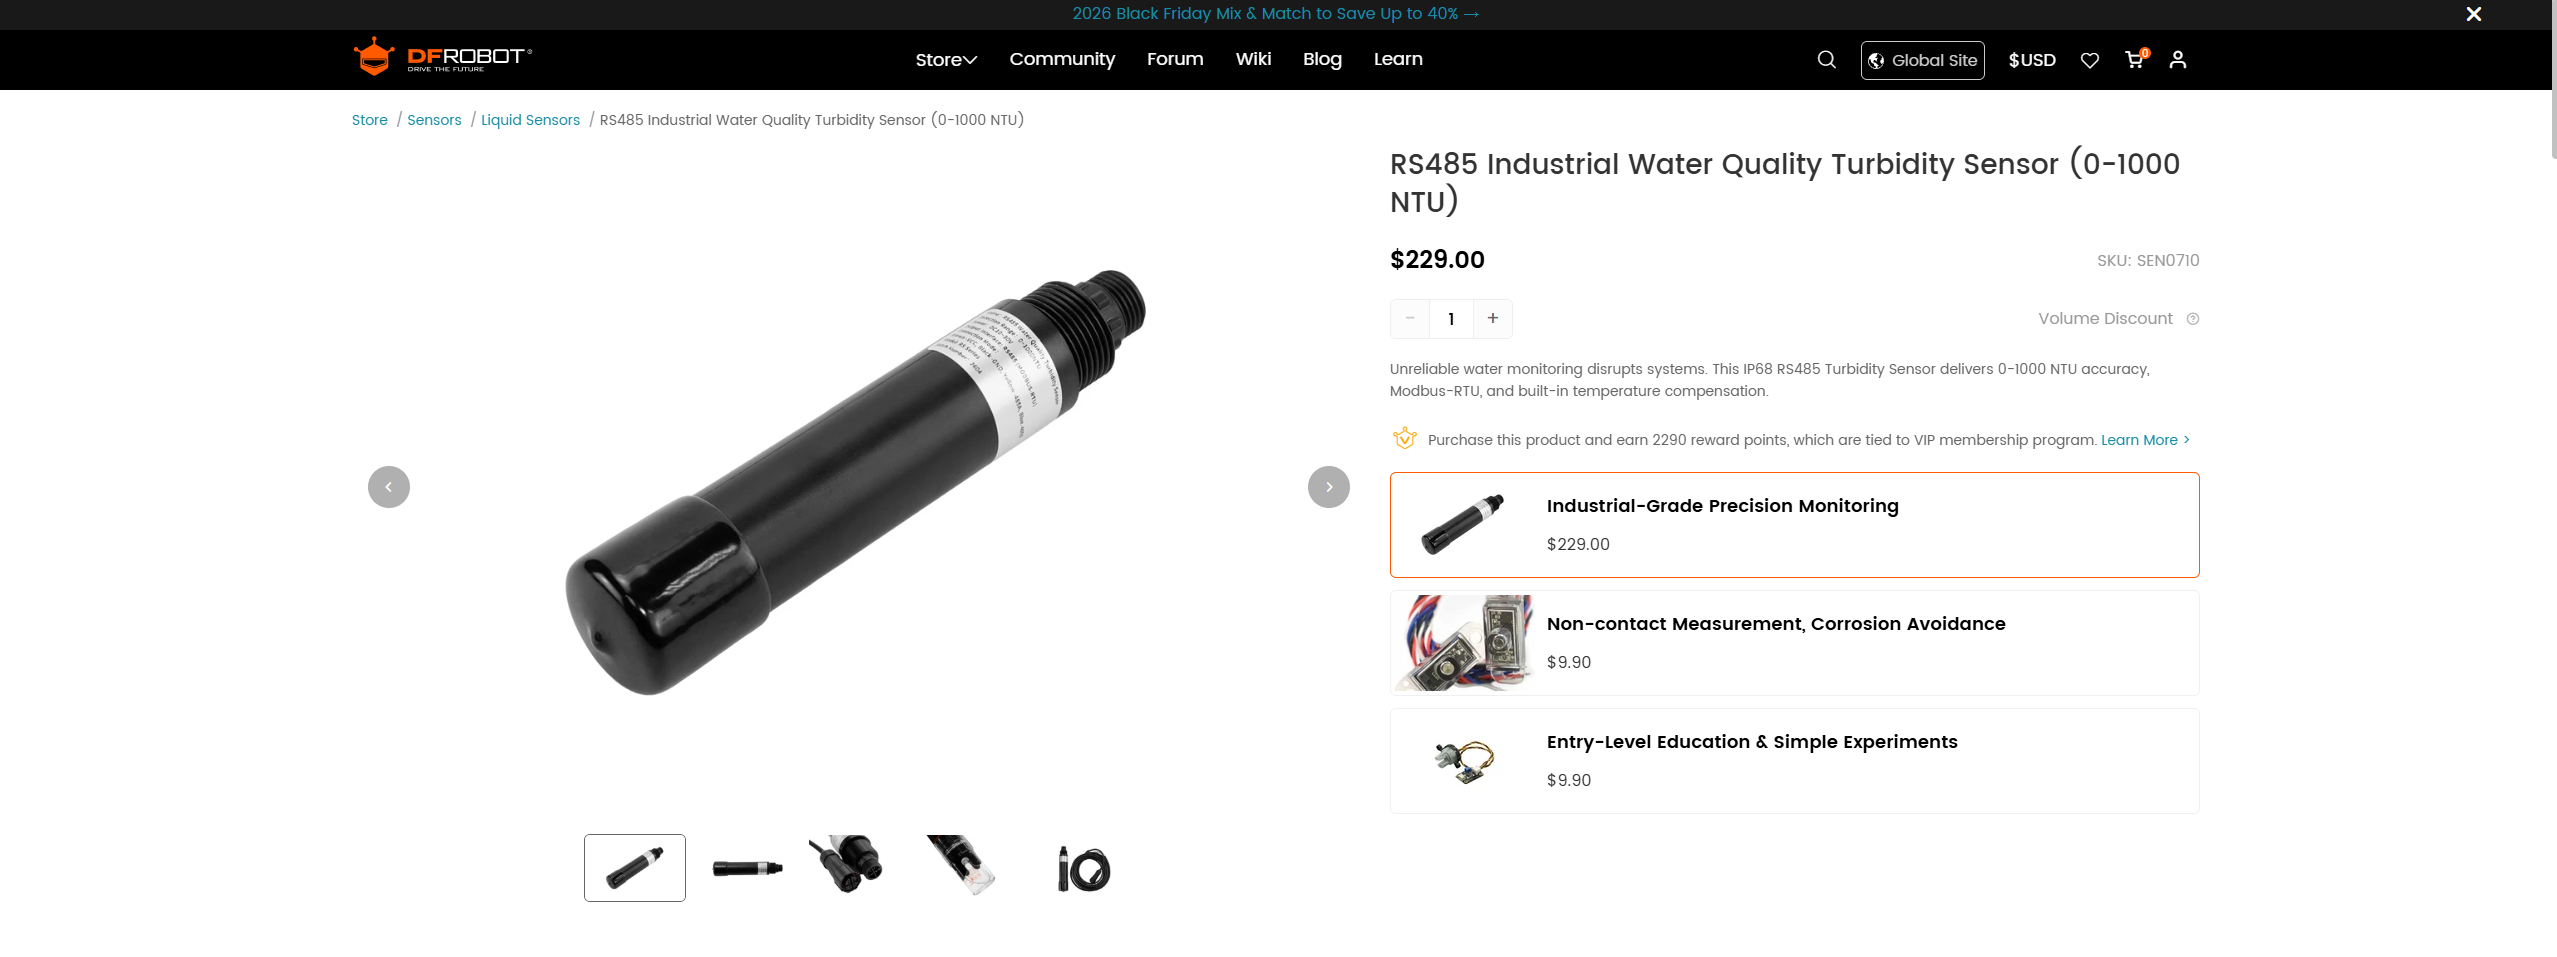 2026 Black Friday Mix & Match to Save Up to 40% →
DFROBOT®
DRIVE THE FUTURE
Store Community Forum Wiki Blog Learn
Global Site $USD 0
Store / Sensors / Liquid Sensors / RS485 Industrial Water Quality Turbidity Sensor (0-1000 NTU)
RS485 Industrial Water Quality Turbidity Sensor (0-1000
NTU)
$229.00
SKU: SEN0710
− 1 +
Volume Discount
Unreliable water monitoring disrupts systems. This IP68 RS485 Turbidity Sensor delivers 0-1000 NTU accuracy,
Modbus-RTU, and built-in temperature compensation.
Purchase this product and earn 2290 reward points, which are tied to VIP membership program. Learn More >
Industrial-Grade Precision Monitoring
$229.00
Non-contact Measurement, Corrosion Avoidance
$9.90
Entry-Level Education & Simple Experiments
$9.90